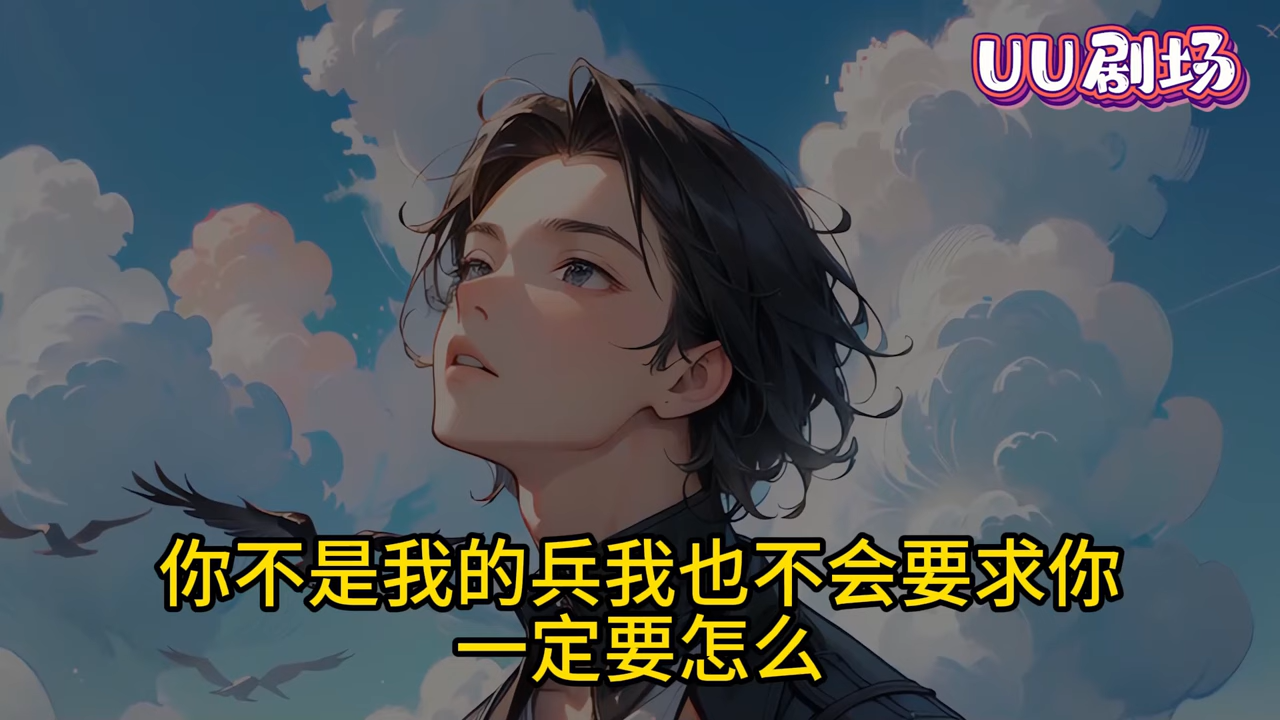 UU剧场
你不是我的兵我也不会要求你
一定要怎么